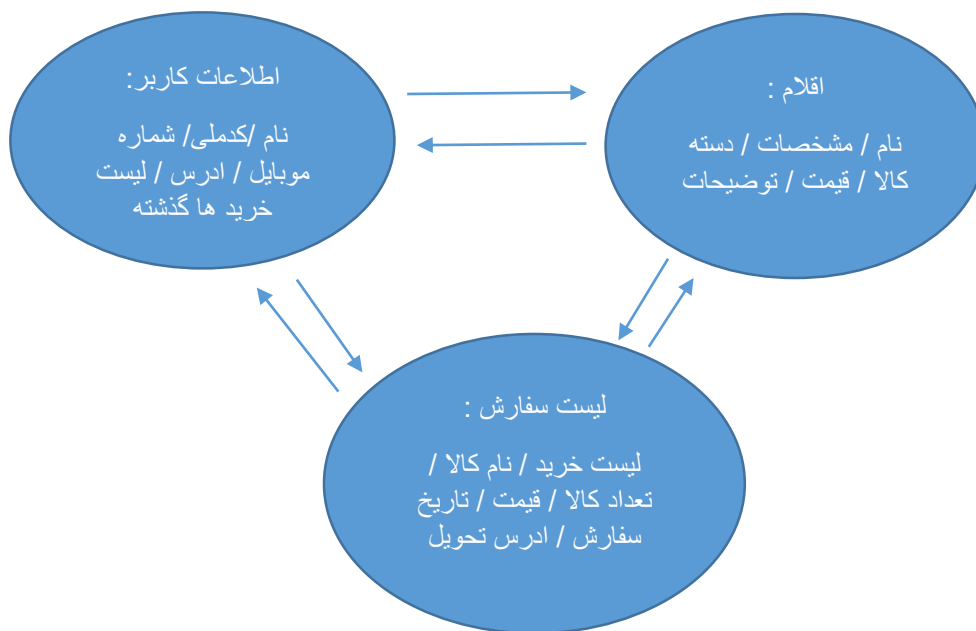 اطلاعات کاربر:
نام /کدملی/ شماره
موبایل / ادرس / لیست
خرید ها گذشته
اقلام :
نام / مشخصات / دسته
کالا / قیمت / توضیحات
لیست سفارش :
لیست خرید / نام کالا /
تعداد کالا / قیمت / تاریخ
سفارش / ادرس تحویل